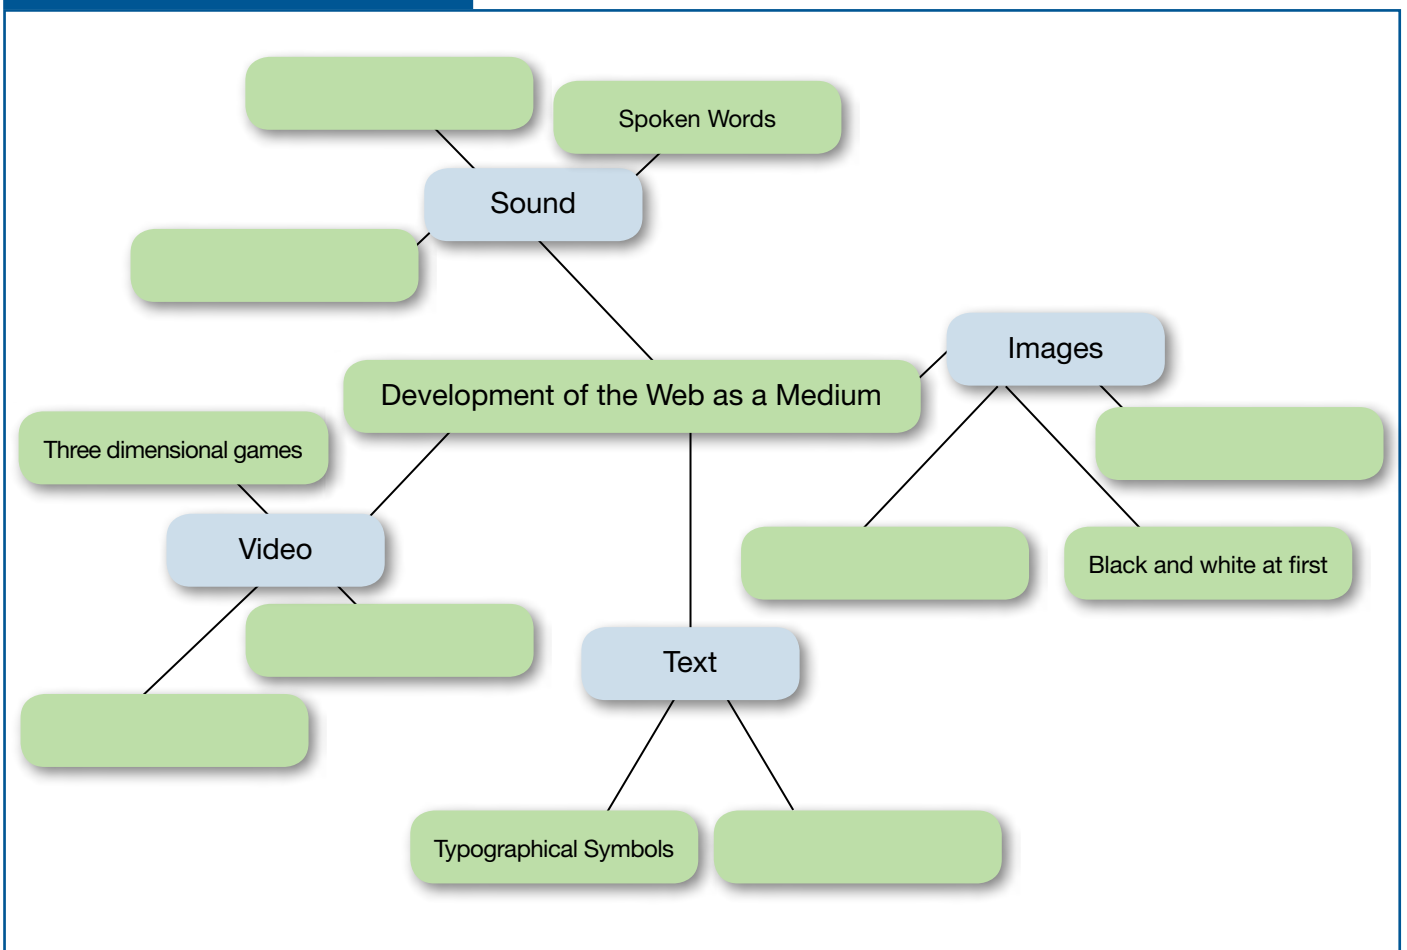 Spoken Words
Sound
Images
Development of the Web as a Medium
Three dimensional games
Video
Black and white at first
Text
Typographical Symbols